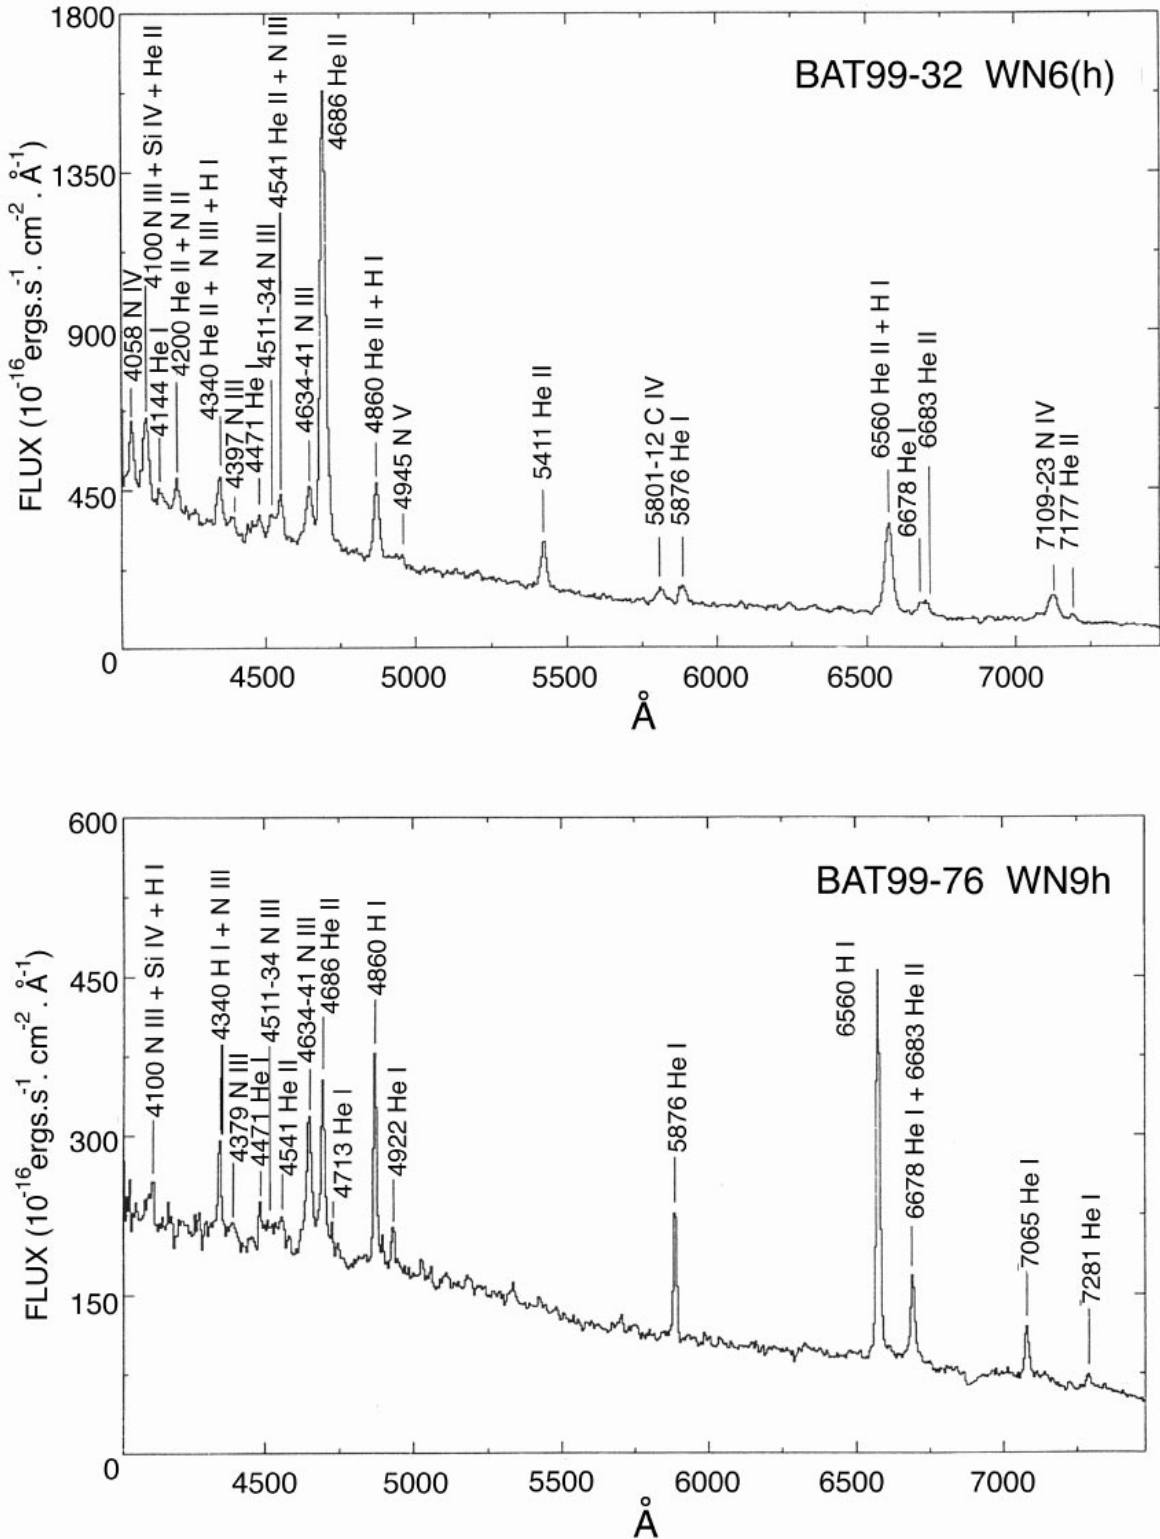 BAT99-32 WN6(h)
FLUX (10-16ergs.s-1. cm-2. Å-1)
1800
1350
900
450
0
4058 N IV
4100 N III + Si IV + He II
4144 He I
4200 He II + N II
4340 He II + N III + H I
4397 N III
4471 He I
4511-34 N III
4541 He II + N III
4634-41 N III
4686 He II
4860 He II + H I
4945 N V
5411 He II
5801-12 C IV
5876 He I
6560 He II + H I
6678 He I
6683 He II
7109-23 N IV
7177 He II
4500 5000 5500 6000 6500 7000
Å
BAT99-76 WN9h
FLUX (10-16ergs.s-1. cm-2. Å-1)
600
450
300
150
0
4100 N III + Si IV + H I
4340 H I + N III
4379 N III
4471 He I
4511-34 N III
4541 He II
4634-41 N III
4686 He II
4713 He I
4860 H I
4922 He I
5876 He I
6560 H I
6678 He I + 6683 He II
7065 He I
7281 He I
4500 5000 5500 6000 6500 7000
Å